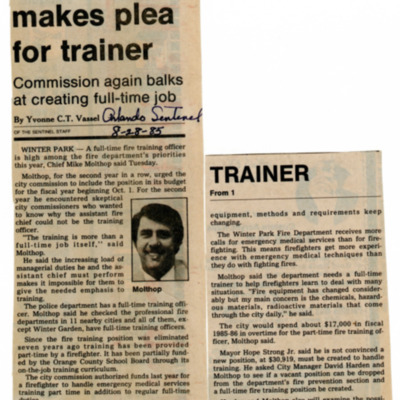 makes plea
for trainer
Commission again balks
at creating full-time job
By Yvonne C.T. Vassel Orlando Sentinel
OF THE SENTINEL STAFF 8-28-85
WINTER PARK — A full-time fire training officer
is high among the fire department's priorities
this year, Chief Mike Molthop said Tuesday.
Molthop, for the second year in a row, urged the
city commission to include the position in its budget
for the fiscal year beginning Oct. 1. For the second
year he encountered skeptical
city commissioners who wanted
to know why the assistant fire
chief could not be the training
officer.
"The training is more than a
full-time job itself," said
Molthop.
He said the increasing load of
managerial duties he and the as-
sistant chief must perform
makes it impossible for them to
give the needed emphasis to
training.
Molthop
The police department has a full-time training offi-
cer. Molthop said he checked the professional fire
departments in 11 nearby cities and all of them, ex-
cept Winter Garden, have full-time training officers.
Since the fire training position was eliminated
seven years ago training has been provided
part-time by a firefighter. It has been partially fund-
ed by the Orange County School Board through its
on-the-job training curriculum.
The city commission authorized funds last year for
a firefighter to handle emergency medical services
training part time in addition to regular full-time
TRAINER
From 1
equipment, methods and requirements keep
changing.
The Winter Park Fire Department receives more
calls for emergency medical services than for fire-
fighting. This means firefighters get more experi-
ence with emergency medical techniques than
they do with fighting fires.
Molthop said the department needs a full-time
trainer to help firefighters learn to deal with many
situations. "Fire equipment has changed consider-
ably but my main concern is the chemicals, hazard-
ous materials, radioactive materials that come
through the city daily," he said.
The city would spend about $17,000 in fiscal
1985-86 in overtime for the part-time fire training of-
ficer, Molthop said.
Mayor Hope Strong Jr. said he is not convinced a
new position, at $30,919, must be created to handle
training. He asked City Manager David Harden and
Molthop to see if a vacant position can be dropped
from the department's fire prevention section and
a full-time fire training position be created.